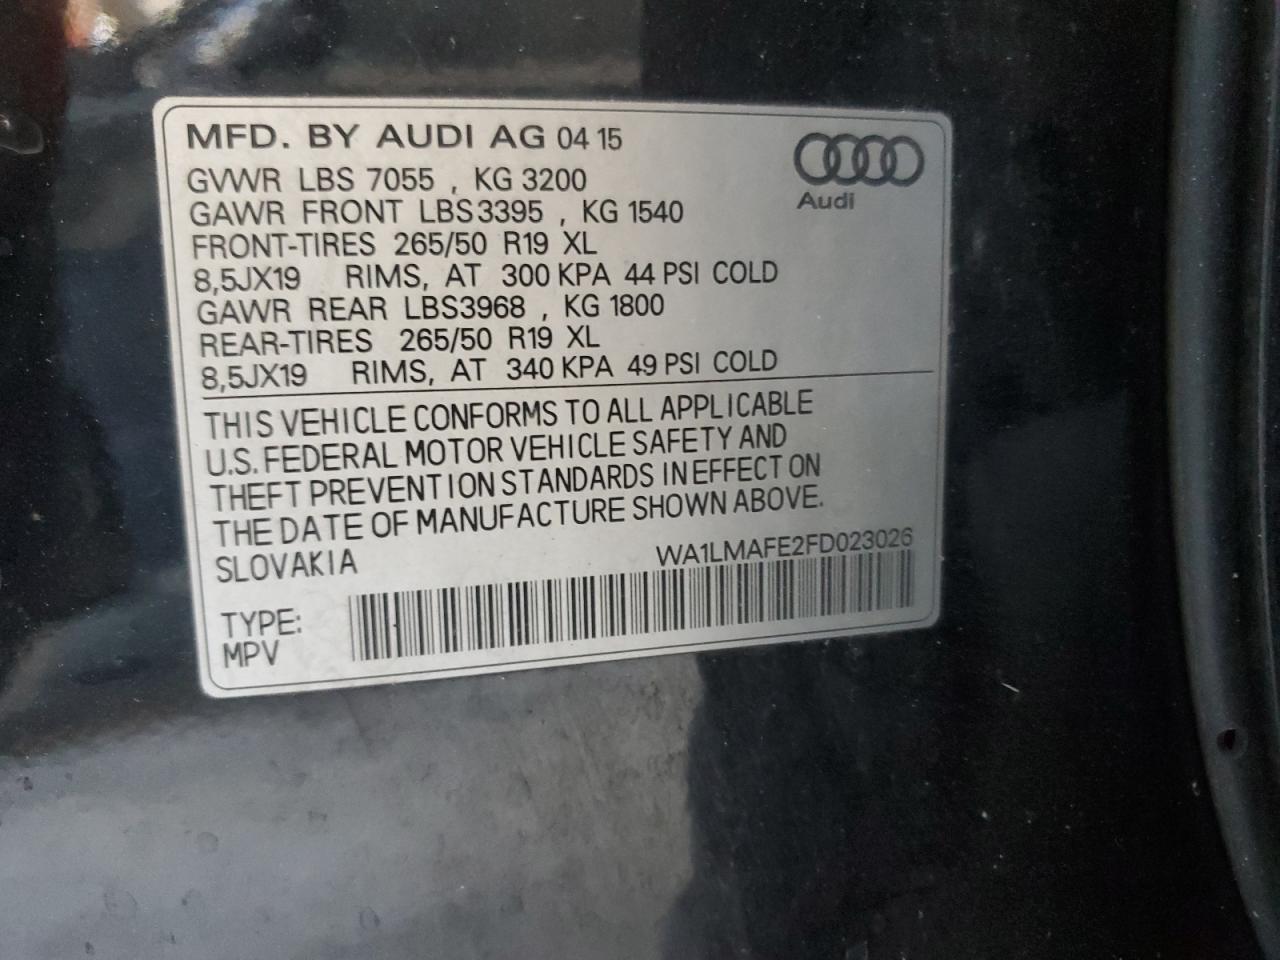 MFD. BY AUDI AG 04 15
Audi
GVWR LBS 7055 , KG 3200
GAWR FRONT LBS3395 , KG 1540
FRONT-TIRES 265/50 R19 XL
8,5JX19 RIMS, AT 300 KPA 44 PSI COLD
GAWR REAR LBS3968 , KG 1800
REAR-TIRES 265/50 R19 XL
8,5JX19 RIMS, AT 340 KPA 49 PSI COLD
THIS VEHICLE CONFORMS TO ALL APPLICABLE
U.S. FEDERAL MOTOR VEHICLE SAFETY AND
THEFT PREVENTION STANDARDS IN EFFECT ON
THE DATE OF MANUFACTURE SHOWN ABOVE.
SLOVAKIA WA1LMAFE2FD023026
TYPE:
MPV